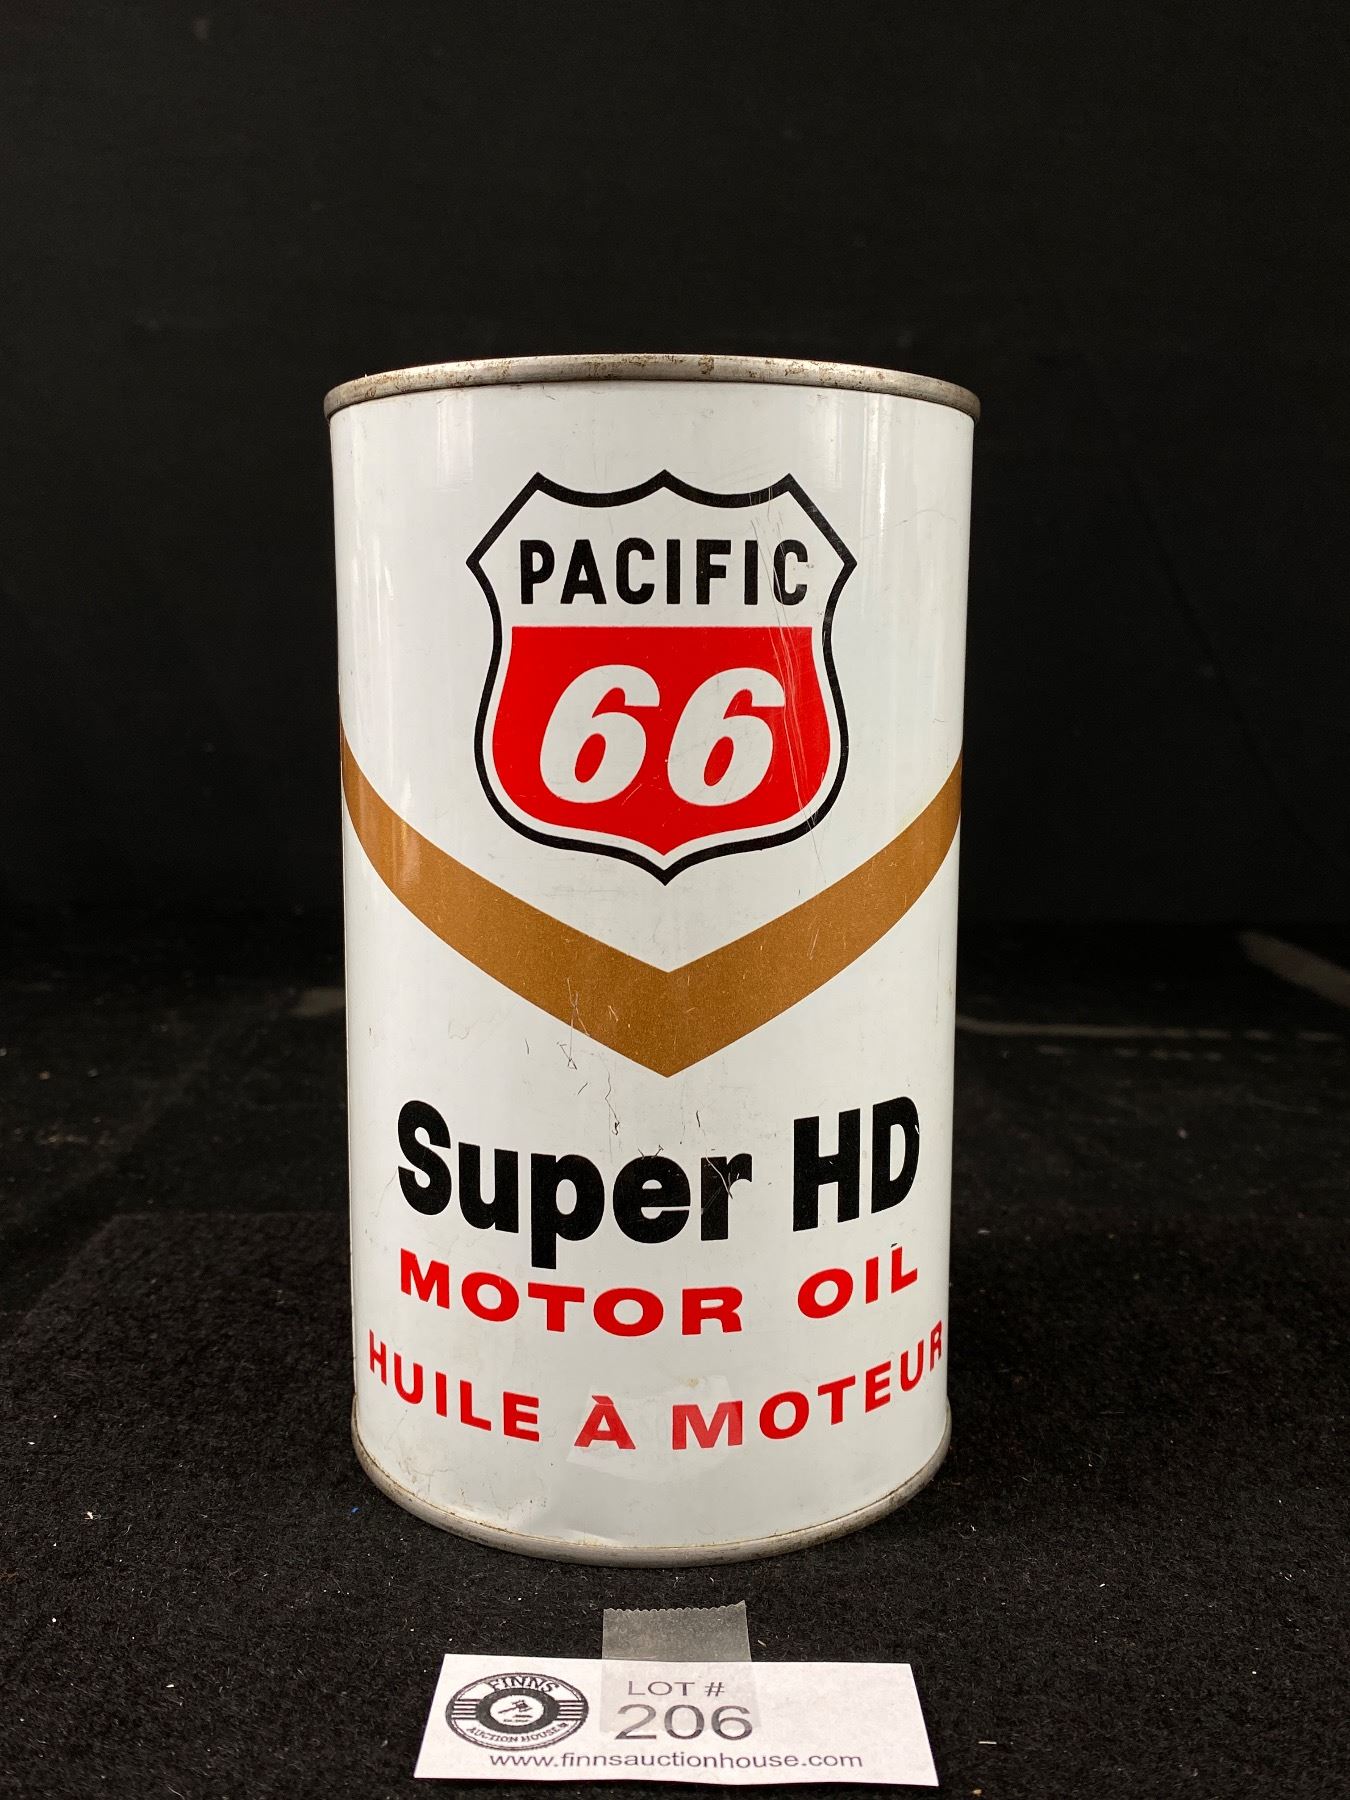 PACIFIC
66
Super HD
MOTOR OIL
HUILE À MOTEUR
FINNS
AUCTION HOUSE
LOT #
206
www.finnsauctionhouse.com